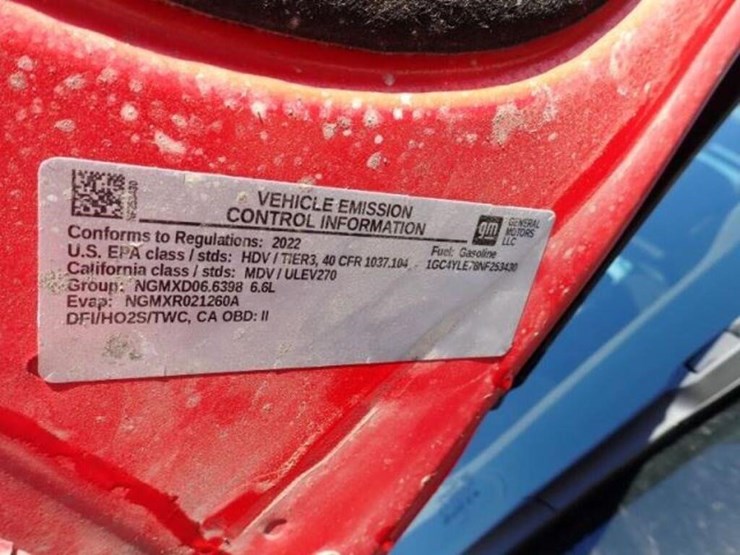 VEHICLE EMISSION
CONTROL INFORMATION
gm
GENERAL
MOTORS
LLC
Conforms to Regulations: 2022
Fuel: Gasoline
U.S. EPA class / stds: HDV / TIER3, 40 CFR 1037.104
1GC4YLE78NF253430
California class / stds: MDV / ULEV270
Group: NGMXD06.6398 6.6L
Evap: NGMXR021260A
DFI/HO2S/TWC, CA OBD: II
NF253430